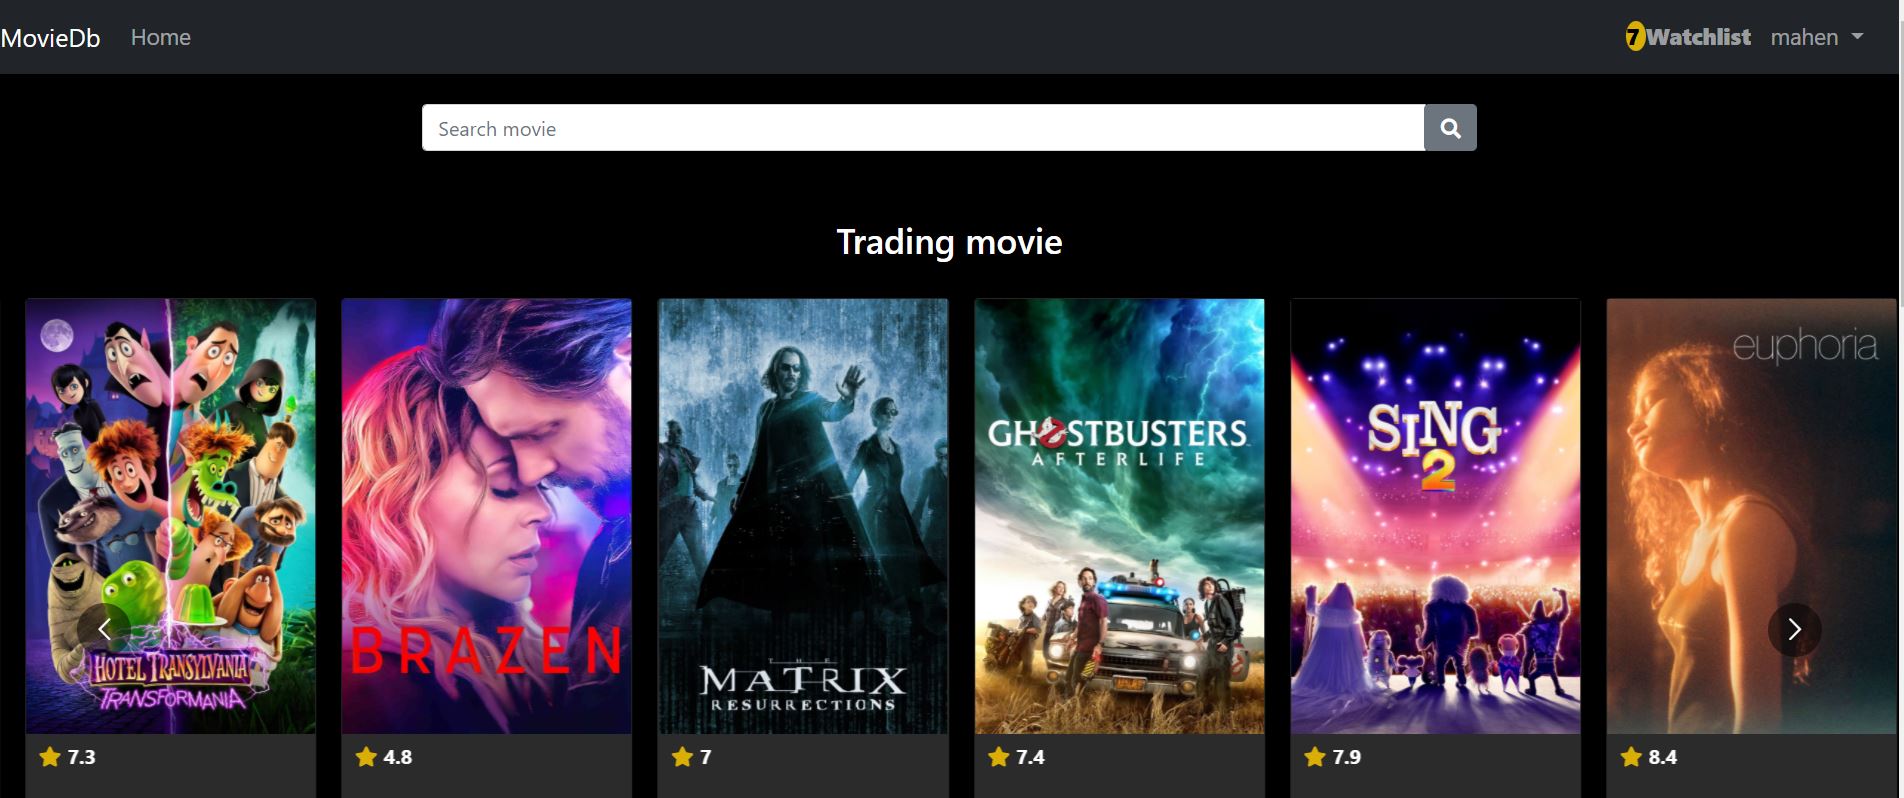 MovieDb Home 7 Watchlist mahen
Search movie
Trading movie
HOTEL TRANSYLVANIA
TRANSFORMANIA
7.3
BRAZEN
4.8
THE
MATRIX
RESURRECTIONS
7
GHOSTBUSTERS
AFTERLIFE
7.4
SING
2
7.9
euphoria
8.4